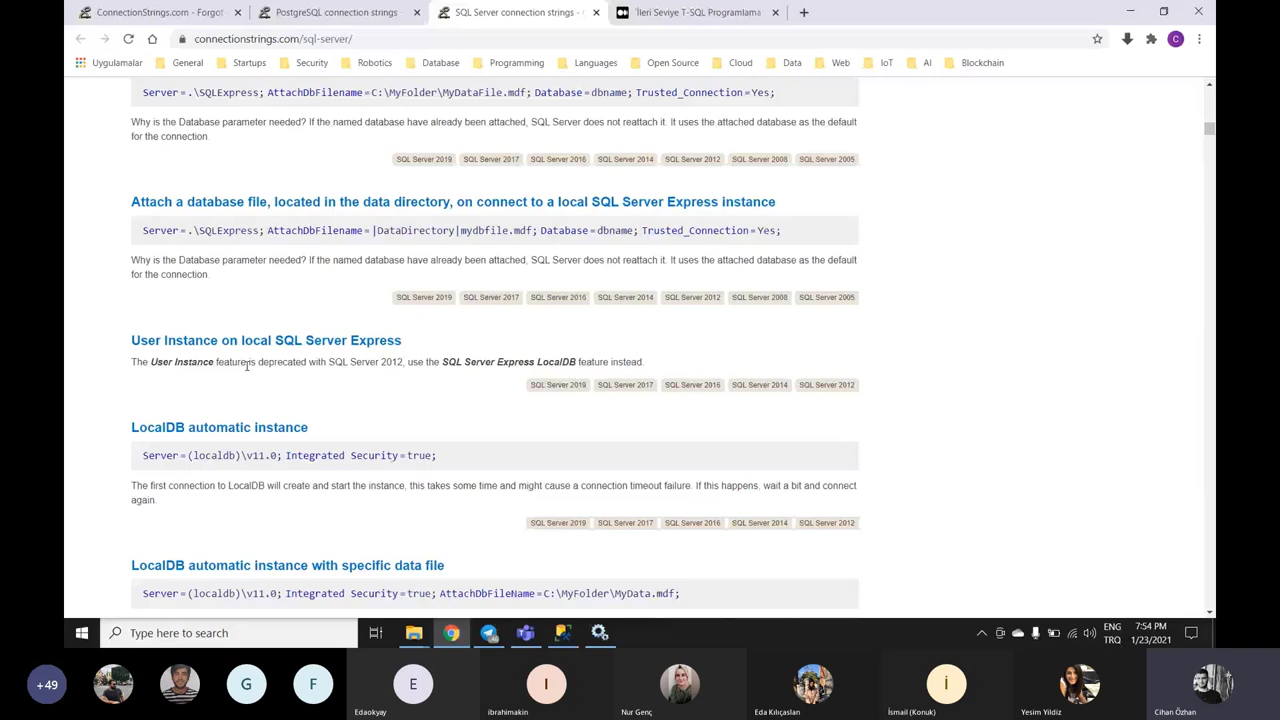 ConnectionStrings.com - Forgot
PostgreSQL connection strings -
SQL Server connection strings -
"İleri Seviye T-SQL Programlama
connectionstrings.com/sql-server/
Uygulamalar General Startups Security Robotics Database Programming Languages Open Source Cloud Data Web IoT AI Blockchain
Server=.\SQLExpress; AttachDbFilename=C:\MyFolder\MyDataFile.mdf; Database=dbname; Trusted_Connection=Yes;
Why is the Database parameter needed? If the named database have already been attached, SQL Server does not reattach it. It uses the attached database as the default
for the connection.
SQL Server 2019 SQL Server 2017 SQL Server 2016 SQL Server 2014 SQL Server 2012 SQL Server 2008 SQL Server 2005
Attach a database file, located in the data directory, on connect to a local SQL Server Express instance
Server=.\SQLExpress; AttachDbFilename=|DataDirectory|mydbfile.mdf; Database=dbname; Trusted_Connection=Yes;
Why is the Database parameter needed? If the named database have already been attached, SQL Server does not reattach it. It uses the attached database as the default
for the connection.
SQL Server 2019 SQL Server 2017 SQL Server 2016 SQL Server 2014 SQL Server 2012 SQL Server 2008 SQL Server 2005
User Instance on local SQL Server Express
The User Instance feature is deprecated with SQL Server 2012, use the SQL Server Express LocalDB feature instead.
SQL Server 2019 SQL Server 2017 SQL Server 2016 SQL Server 2014 SQL Server 2012
LocalDB automatic instance
Server=(localdb)\v11.0; Integrated Security=true;
The first connection to LocalDB will create and start the instance, this takes some time and might cause a connection timeout failure. If this happens, wait a bit and connect
again.
SQL Server 2019 SQL Server 2017 SQL Server 2016 SQL Server 2014 SQL Server 2012
LocalDB automatic instance with specific data file
Server=(localdb)\v11.0; Integrated Security=true; AttachDbFileName=C:\MyFolder\MyData.mdf;
Type here to search
ENG
TRQ
7:54 PM
1/23/2021
+49
G
F
E
I
İ
Edaokyay
ibrahimakin
Nur Genç
Eda Kılıçaslan
İsmail (Konuk)
Yesim Yildiz
Cihan Özhan